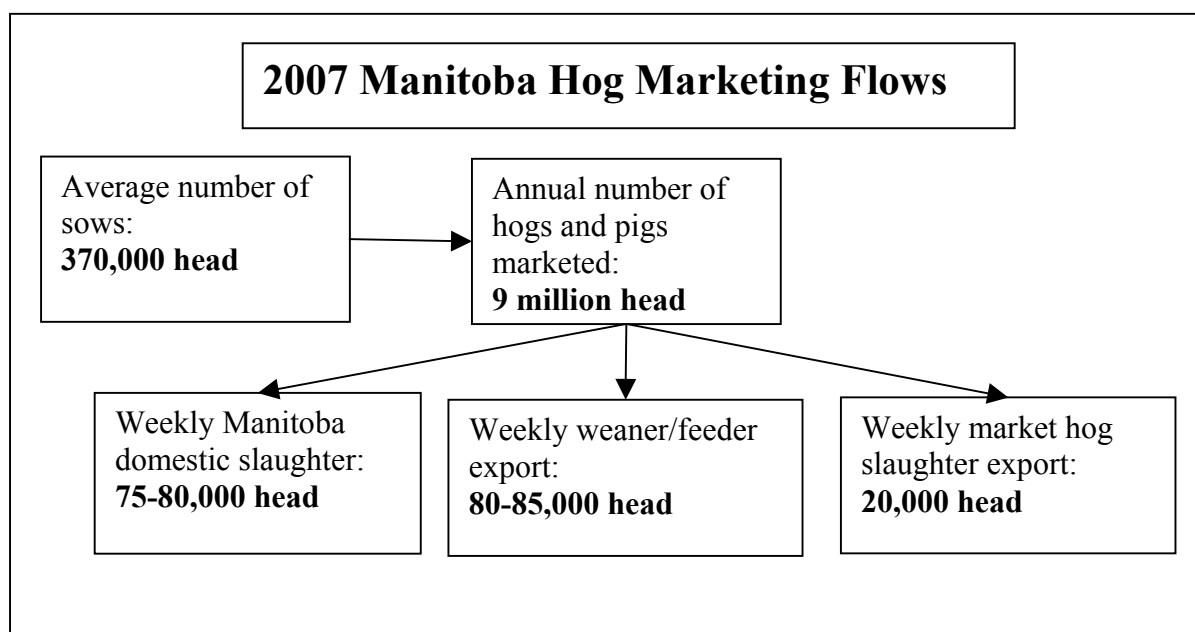 2007 Manitoba Hog Marketing Flows
Average number of
sows:
370,000 head
Annual number of
hogs and pigs
marketed:
9 million head
Weekly Manitoba
domestic slaughter:
75-80,000 head
Weekly weaner/feeder
export:
80-85,000 head
Weekly market hog
slaughter export:
20,000 head